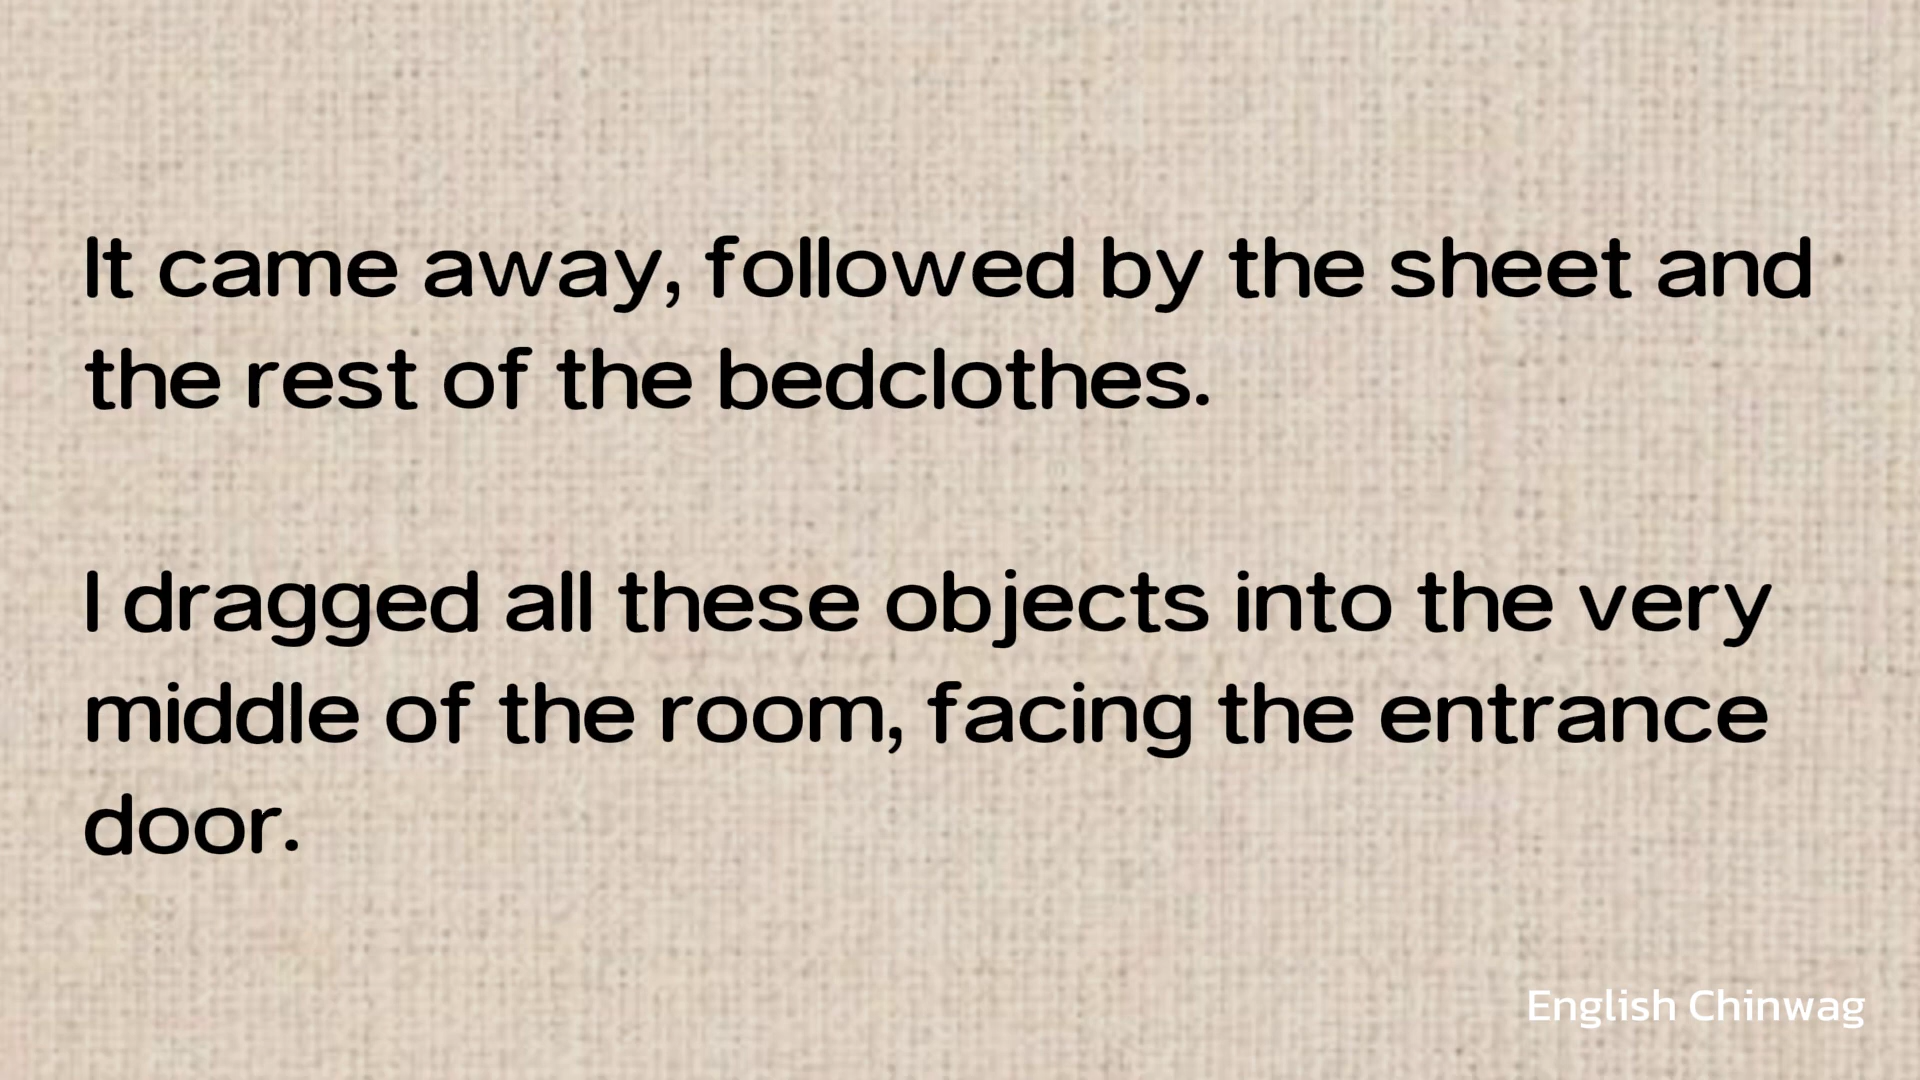 It came away, followed by the sheet and
the rest of the bedclothes.
I dragged all these objects into the very
middle of the room, facing the entrance
door.
English Chinwag